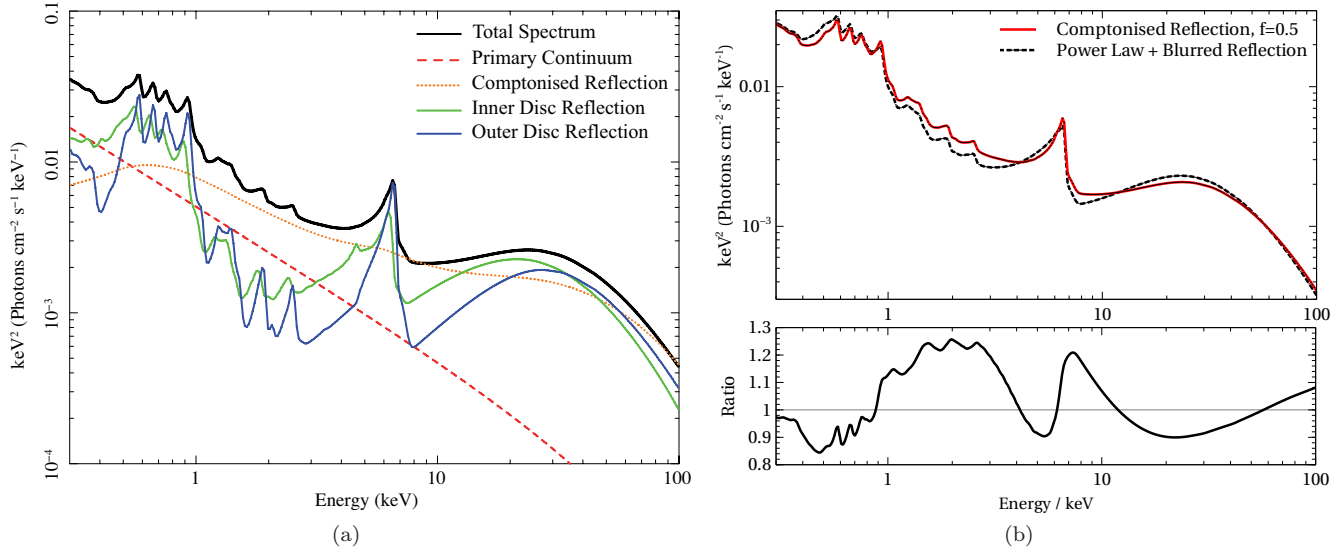 0.1
0.01
10⁻³
10⁻⁴
keV² (Photons cm⁻² s⁻¹ keV⁻¹)
Total Spectrum
Primary Continuum
Comptonised Reflection
Inner Disc Reflection
Outer Disc Reflection
1
10
100
Energy (keV)
(a)
0.01
10⁻³
keV² (Photons cm⁻² s⁻¹ keV⁻¹)
Comptonised Reflection, f=0.5
Power Law + Blurred Reflection
1
10
100
1.3
1.2
1.1
1
0.9
0.8
Ratio
1
10
100
Energy / keV
(b)